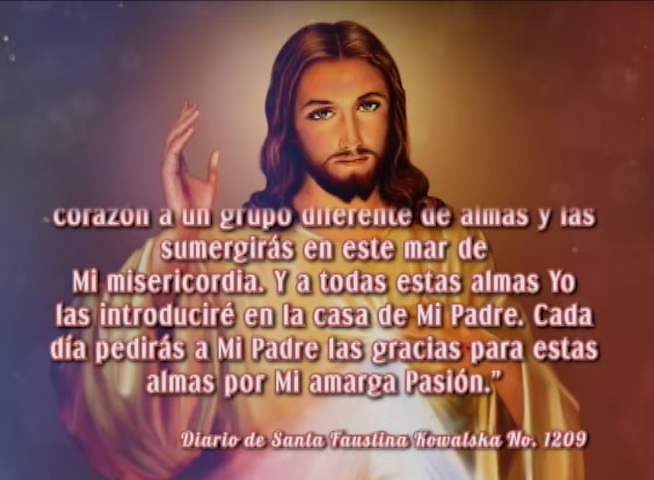 corazón a un grupo diferente de almas y las
sumergirás en este mar de
Mi misericordia. Y a todas estas almas Yo
las introduciré en la casa de Mi Padre. Cada
día pedirás a Mi Padre las gracias para estas
almas por Mi amarga Pasión.”
Diario de Santa Faustina Kowalska No. 1209